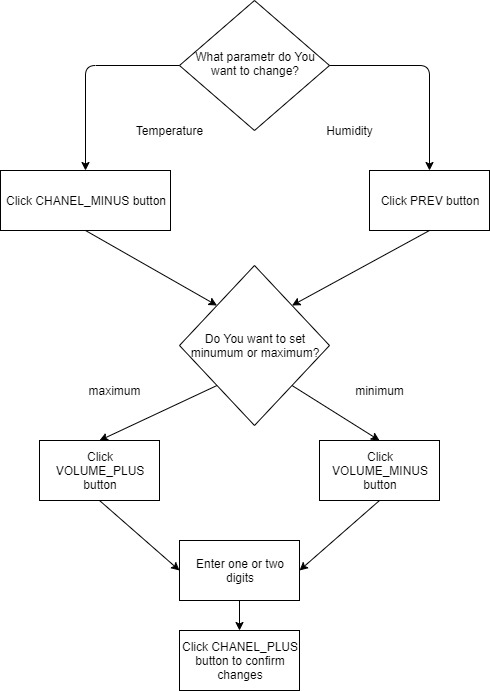 What parametr do You
want to change?
Temperature
Humidity
Click CHANEL_MINUS button
Click PREV button
Do You want to set
minumum or maximum?
maximum
minimum
Click
VOLUME_PLUS
button
Click
VOLUME_MINUS
button
Enter one or two
digits
Click CHANEL_PLUS
button to confirm
changes